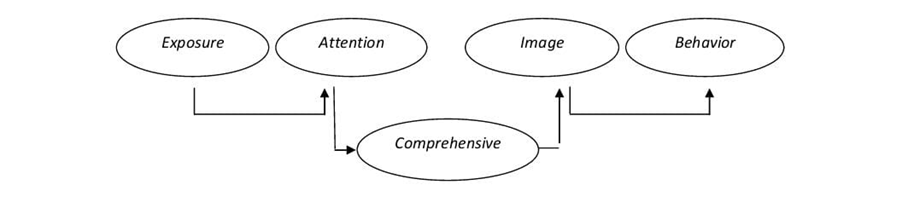 Exposure
Attention
Image
Behavior
Comprehensive